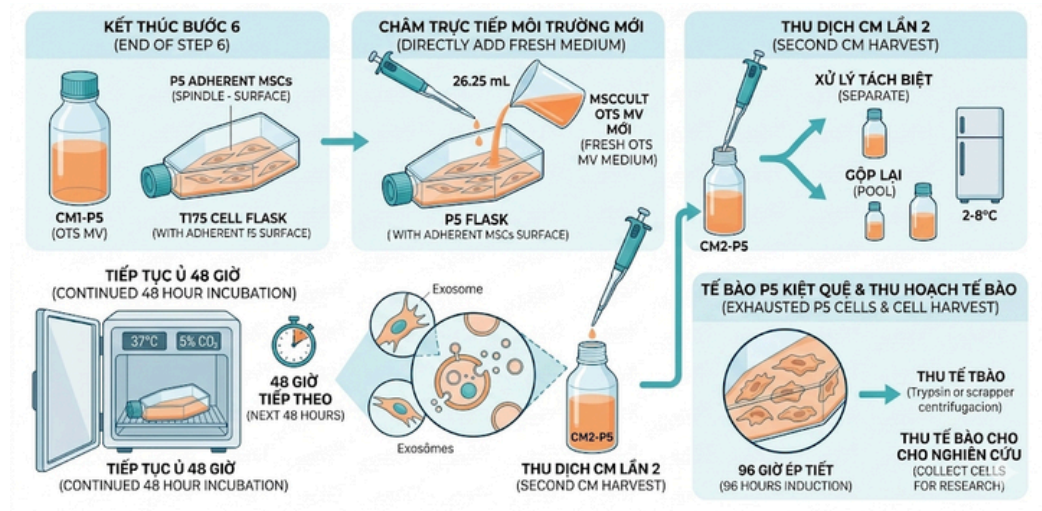 KẾT THÚC BƯỚC 6
(END OF STEP 6)
P5 ADHERENT MSCs
(SPINDLE - SURFACE)
CM1-P5
(OTS MV)
T175 CELL FLASK
(WITH ADHERENT f5 SURFACE)
CHÂM TRỰC TIẾP MÔI TRƯỜNG MỚI
(DIRECTLY ADD FRESH MEDIUM)
26.25 mL
MSCCULT
OTS MV
MỚI
(FRESH OTS
MV MEDIUM)
P5 FLASK
( WITH ADHERENT MSCs SURFACE)
THU DỊCH CM LẦN 2
(SECOND CM HARVEST)
XỬ LÝ TÁCH BIỆT
(SEPARATE)
GỘP LẠI
(POOL)
2-8°C
CM2-P5
TIẾP TỤC Ủ 48 GIỜ
(CONTINUED 48 HOUR INCUBATION)
37°C
5% CO₂
48 GIỜ
TIẾP THEO
(NEXT 48 HOURS)
TIẾP TỤC Ủ 48 GIỜ
(CONTINUED 48 HOUR INCUBATION)
Exosome
Exosômes
CM2-P5
THU DỊCH CM LẦN 2
(SECOND CM HARVEST)
TẾ BÀO P5 KIỆT QUỆ & THU HOẠCH TẾ BÀO
(EXHAUSTED P5 CELLS & CELL HARVEST)
96 GIỜ ÉP TIẾT
(96 HOURS INDUCTION)
THU TẾ TBÀO
(Trypsin or scrapper
centrifugacion)
THU TẾ BÀO CHO
CHO NGHIÊN CỨU
(COLLECT CELLS
FOR RESEARCH)